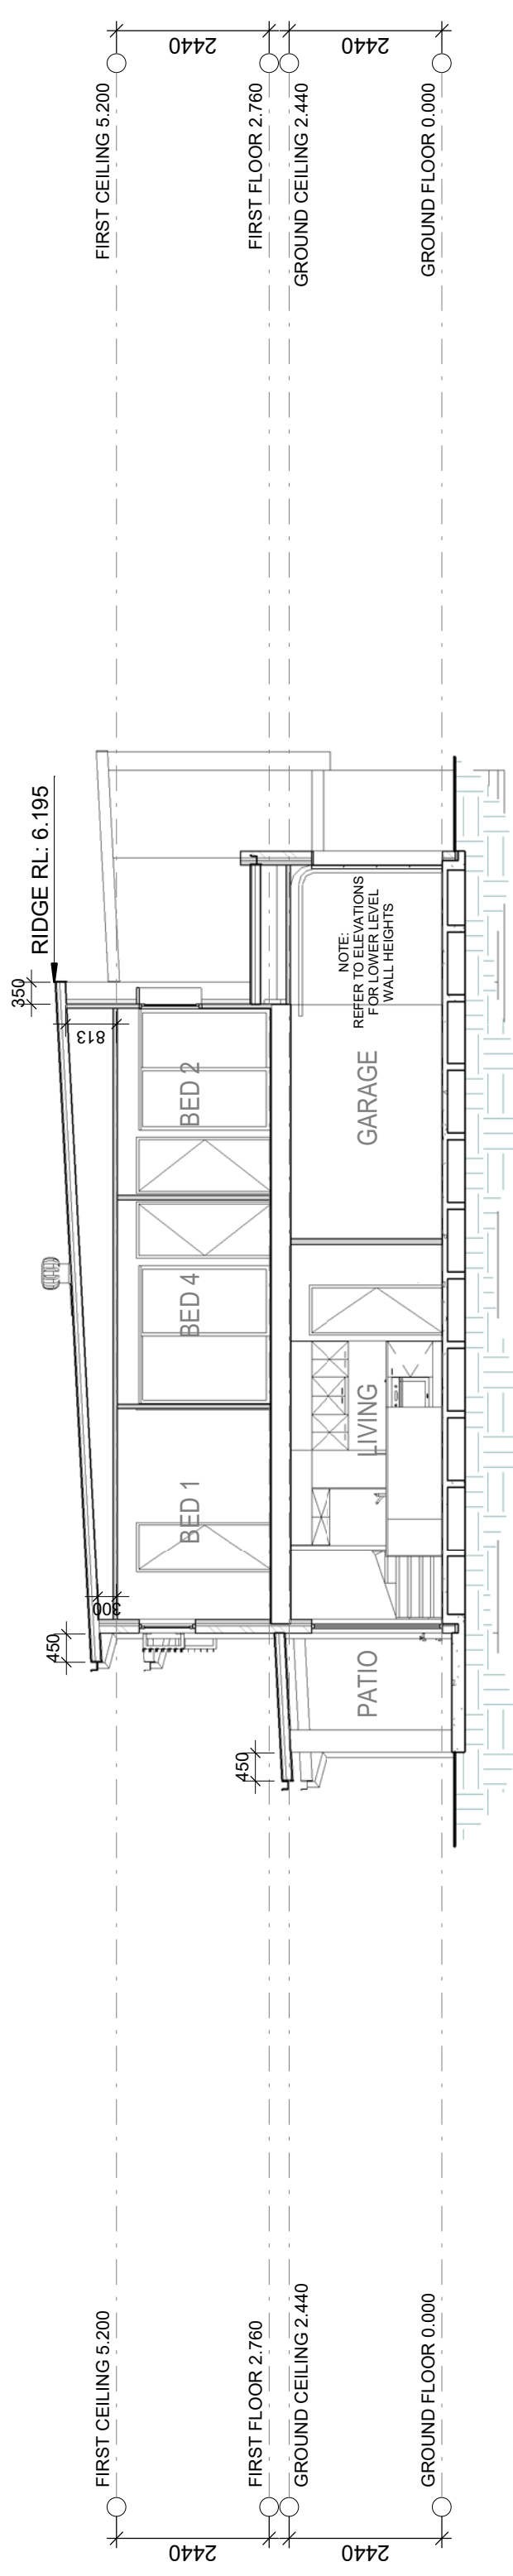 2440
2440
FIRST CEILING 5.200
FIRST FLOOR 2.760
GROUND CEILING 2.440
GROUND FLOOR 0.000
RIDGE RL: 6.195
350
813
BED 2
BED 4
BED 1
NOTE:
REFER TO ELEVATIONS
FOR LOWER LEVEL
WALL HEIGHTS
GARAGE
LIVING
PATIO
300
450
450
FIRST CEILING 5.200
FIRST FLOOR 2.760
GROUND CEILING 2.440
GROUND FLOOR 0.000
2440
2440